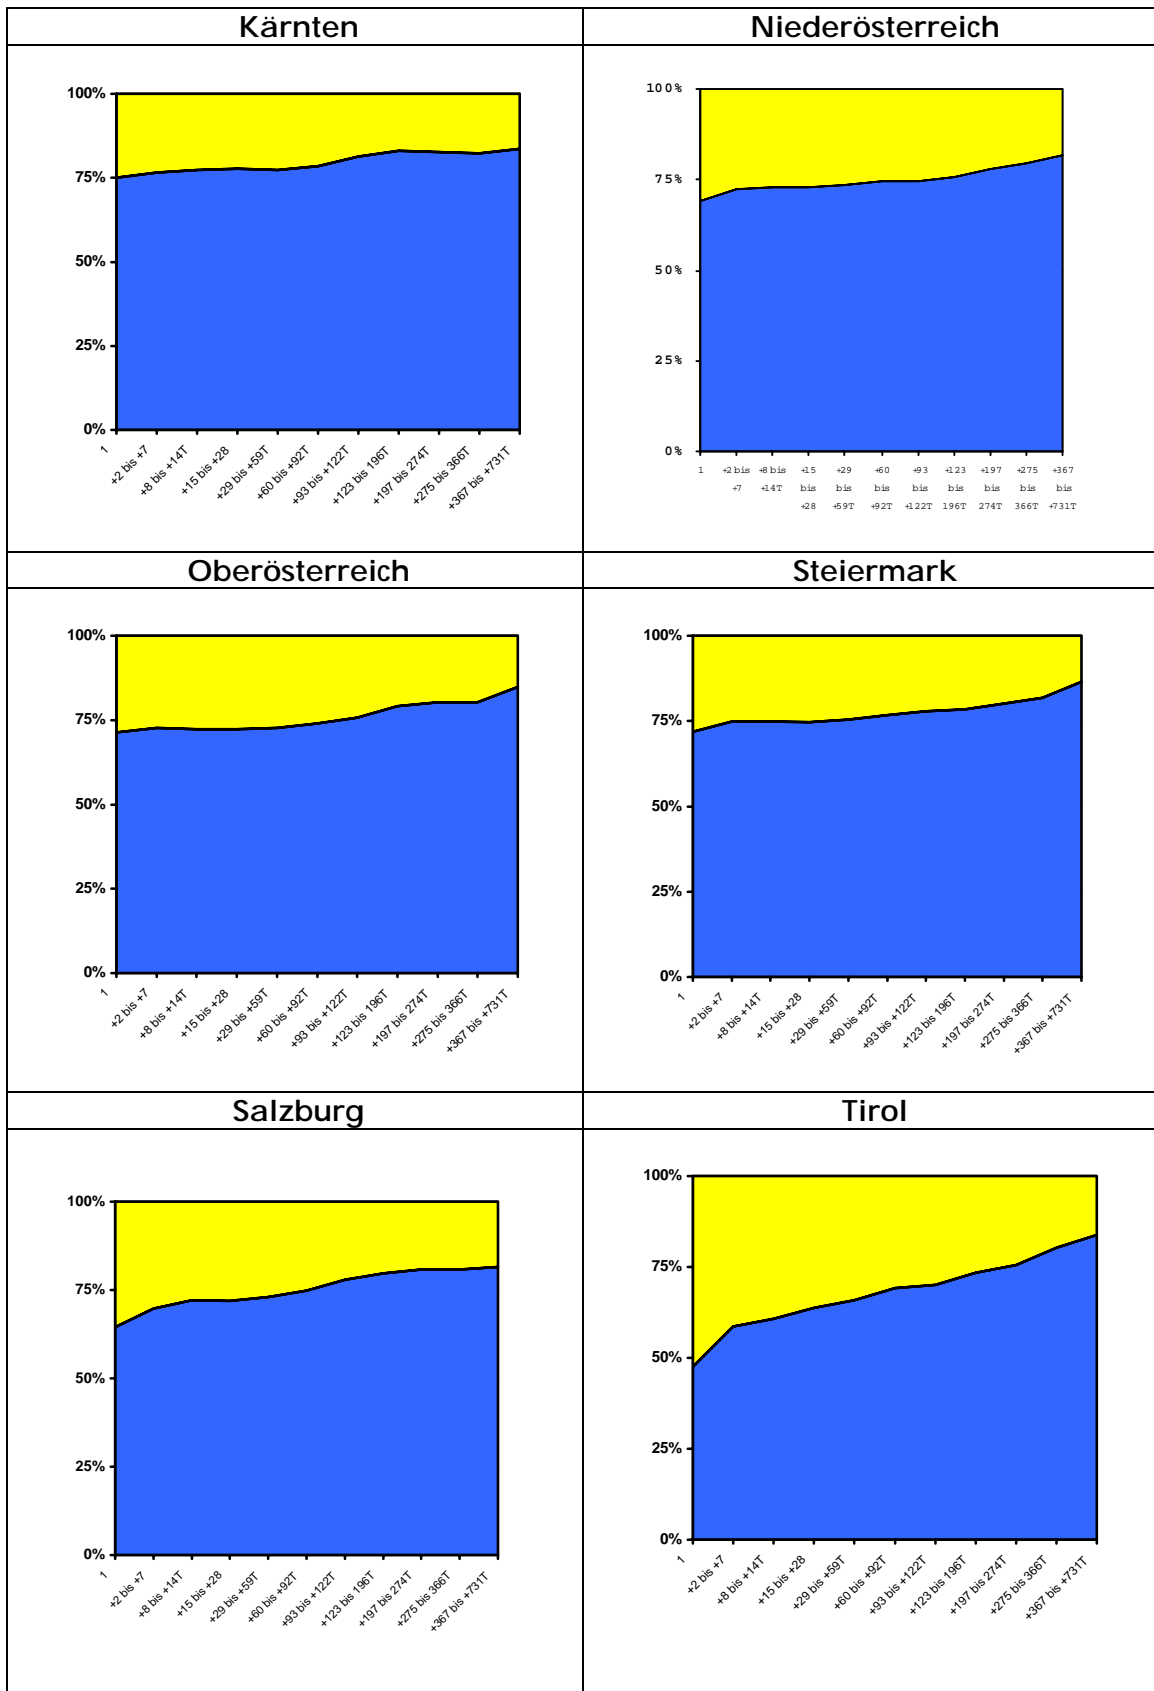 Kärnten
Niederösterreich
100%
75%
50%
25%
0%
1
+2 bis +7
+8 bis +14T
+15 bis +28
+29 bis +59T
+60 bis +92T
+93 bis +122T
+123 bis 196T
+197 bis 274T
+275 bis 366T
+367 bis +731T
100%
75%
50%
25%
0%
1 +2 bis +8 bis +15 +29 +60 +93 +123 +197 +275 +367
+7 +14T bis bis bis bis bis bis bis bis
+28 +59T +92T +122T 196T 274T 366T +731T
Oberösterreich
Steiermark
100%
75%
50%
25%
0%
1
+2 bis +7
+8 bis +14T
+15 bis +28
+29 bis +59T
+60 bis +92T
+93 bis +122T
+123 bis 196T
+197 bis 274T
+275 bis 366T
+367 bis +731T
100%
75%
50%
25%
0%
1
+2 bis +7
+8 bis +14T
+15 bis +28
+29 bis +59T
+60 bis +92T
+93 bis +122T
+123 bis 196T
+197 bis 274T
+275 bis 366T
+367 bis +731T
Salzburg
Tirol
100%
75%
50%
25%
0%
1
+2 bis +7
+8 bis +14T
+15 bis +28
+29 bis +59T
+60 bis +92T
+93 bis +122T
+123 bis 196T
+197 bis 274T
+275 bis 366T
+367 bis +731T
100%
75%
50%
25%
0%
1
+2 bis +7
+8 bis +14T
+15 bis +28
+29 bis +59T
+60 bis +92T
+93 bis +122T
+123 bis 196T
+197 bis 274T
+275 bis 366T
+367 bis +731T